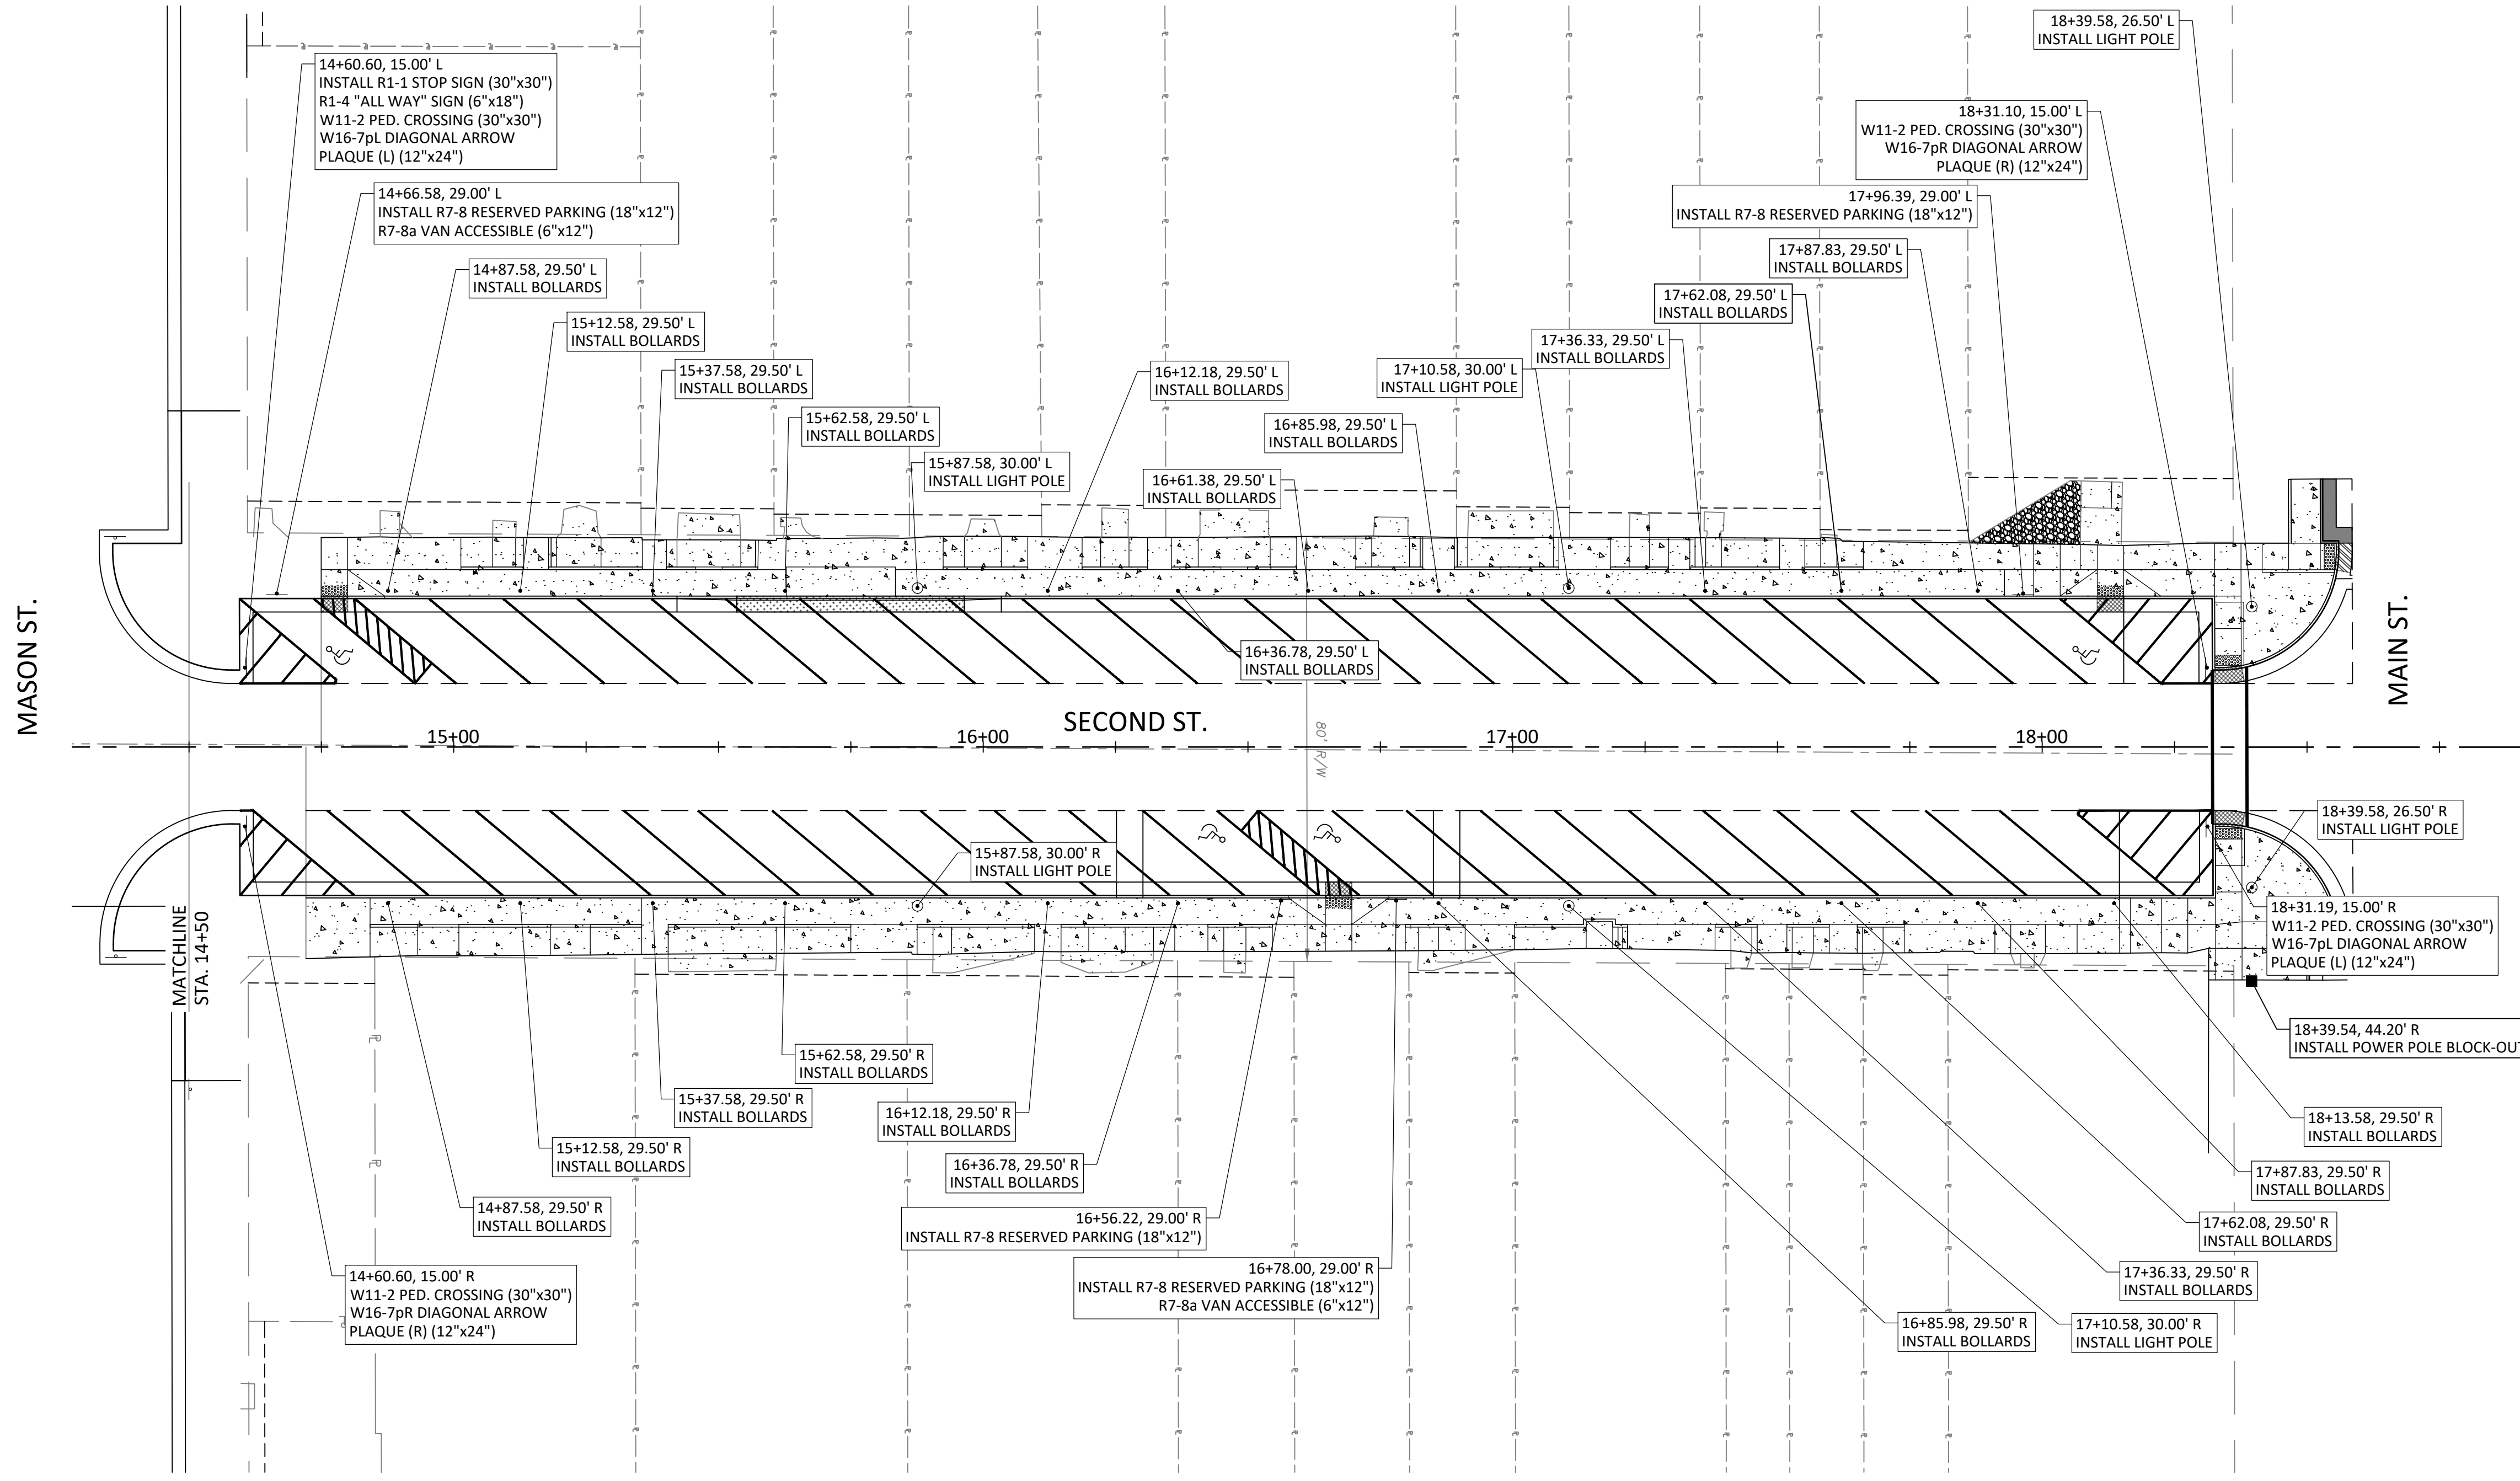 18+39.58, 26.50' L
INSTALL LIGHT POLE
14+60.60, 15.00' L
INSTALL R1-1 STOP SIGN (30"x30")
R1-4 "ALL WAY" SIGN (6"x18")
W11-2 PED. CROSSING (30"x30")
W16-7pL DIAGONAL ARROW
PLAQUE (L) (12"x24")
18+31.10, 15.00' L
W11-2 PED. CROSSING (30"x30")
W16-7pR DIAGONAL ARROW
PLAQUE (R) (12"x24")
14+66.58, 29.00' L
INSTALL R7-8 RESERVED PARKING (18"x12")
R7-8a VAN ACCESSIBLE (6"x12")
17+96.39, 29.00' L
INSTALL R7-8 RESERVED PARKING (18"x12")
17+87.83, 29.50' L
INSTALL BOLLARDS
14+87.58, 29.50' L
INSTALL BOLLARDS
17+62.08, 29.50' L
INSTALL BOLLARDS
15+12.58, 29.50' L
INSTALL BOLLARDS
17+36.33, 29.50' L
INSTALL BOLLARDS
15+37.58, 29.50' L
INSTALL BOLLARDS
16+12.18, 29.50' L
INSTALL BOLLARDS
17+10.58, 30.00' L
INSTALL LIGHT POLE
15+62.58, 29.50' L
INSTALL BOLLARDS
16+85.98, 29.50' L
INSTALL BOLLARDS
15+87.58, 30.00' L
INSTALL LIGHT POLE
16+61.38, 29.50' L
INSTALL BOLLARDS
16+36.78, 29.50' L
INSTALL BOLLARDS
MASON ST.
MAIN ST.
SECOND ST.
80' R/W
15+00
16+00
17+00
18+00
18+39.58, 26.50' R
INSTALL LIGHT POLE
15+87.58, 30.00' R
INSTALL LIGHT POLE
MATCHLINE
STA. 14+50
18+31.19, 15.00' R
W11-2 PED. CROSSING (30"x30")
W16-7pL DIAGONAL ARROW
PLAQUE (L) (12"x24")
18+39.54, 44.20' R
INSTALL POWER POLE BLOCK-OUT
15+62.58, 29.50' R
INSTALL BOLLARDS
15+37.58, 29.50' R
INSTALL BOLLARDS
16+12.18, 29.50' R
INSTALL BOLLARDS
18+13.58, 29.50' R
INSTALL BOLLARDS
15+12.58, 29.50' R
INSTALL BOLLARDS
16+36.78, 29.50' R
INSTALL BOLLARDS
17+87.83, 29.50' R
INSTALL BOLLARDS
14+87.58, 29.50' R
INSTALL BOLLARDS
16+56.22, 29.00' R
INSTALL R7-8 RESERVED PARKING (18"x12")
17+62.08, 29.50' R
INSTALL BOLLARDS
16+78.00, 29.00' R
INSTALL R7-8 RESERVED PARKING (18"x12")
R7-8a VAN ACCESSIBLE (6"x12")
17+36.33, 29.50' R
INSTALL BOLLARDS
14+60.60, 15.00' R
W11-2 PED. CROSSING (30"x30")
W16-7pR DIAGONAL ARROW
PLAQUE (R) (12"x24")
16+85.98, 29.50' R
INSTALL BOLLARDS
17+10.58, 30.00' R
INSTALL LIGHT POLE